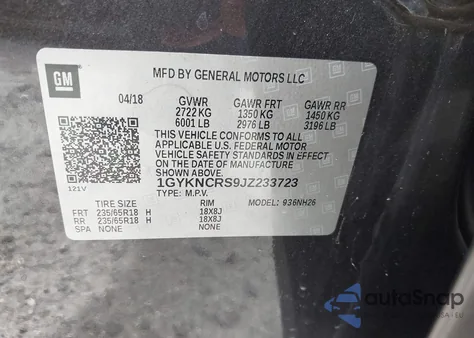 GM
MFD BY GENERAL MOTORS LLC
04/18 GVWR GAWR FRT GAWR RR
2722 KG 1350 KG 1450 KG
6001 LB 2976 LB 3196 LB
THIS VEHICLE CONFORMS TO ALL
APPLICABLE U.S. FEDERAL MOTOR
VEHICLE SAFETY STANDARDS IN
EFFECT ON THE DATE OF MANUFACTURE
SHOWN ABOVE.
1GYKNCRS9JZ233723
121V TYPE: M.P.V. MODEL: 936NH26
TIRE SIZE RIM
FRT 235/65R18 H 18X8J
RR 235/65R18 H 18X8J
SPA NONE NONE
autoSnap